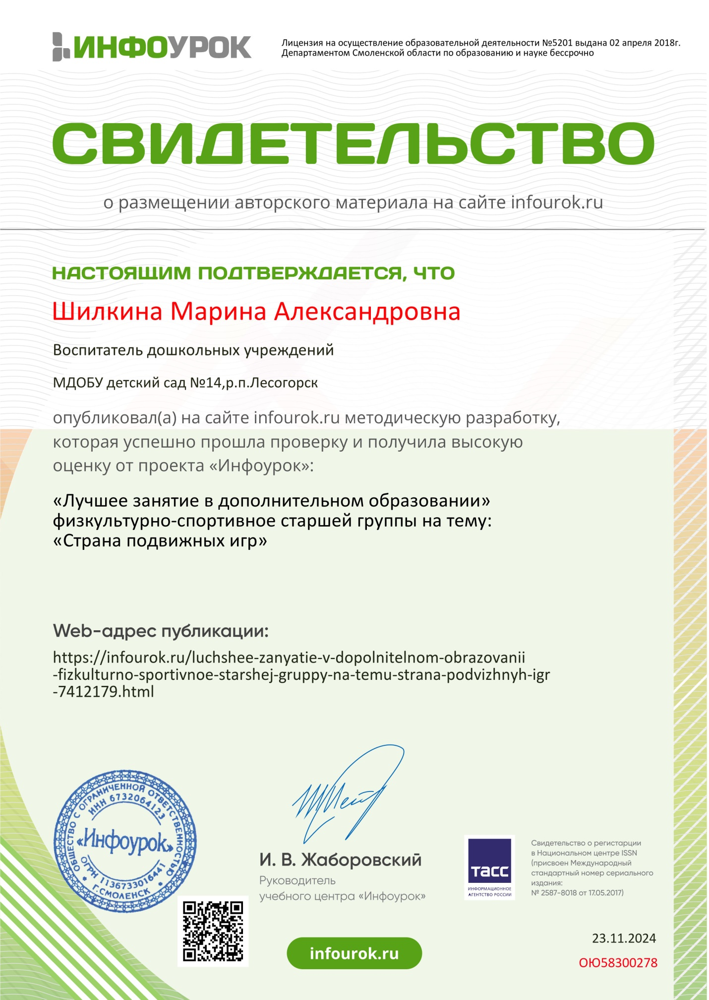 ИНФОУРОК
Лицензия на осуществление образовательной деятельности №5201 выдана 02 апреля 2018г.
Департаментом Смоленской области по образованию и науке бессрочно
СВИДЕТЕЛЬСТВО
о размещении авторского материала на сайте infourok.ru
НАСТОЯЩИМ ПОДТВЕРЖДАЕТСЯ, ЧТО
Шилкина Марина Александровна
Воспитатель дошкольных учреждений
МДОБУ детский сад №14,р.п.Лесогорск
опубликовал(а) на сайте infourok.ru методическую разработку,
которая успешно прошла проверку и получила высокую
оценку от проекта «Инфоурок»:
«Лучшее занятие в дополнительном образовании»
физкультурно-спортивное старшей группы на тему:
«Страна подвижных игр»
Web-адрес публикации:
https://infourok.ru/luchshee-zanyatie-v-dopolnitelnom-obrazovanii
-fizkulturno-sportivnoe-starshej-gruppy-na-temu-strana-podvizhnyh-igr
-7412179.html
ОБЩЕСТВО С ОГРАНИЧЕННОЙ ОТВЕТСТВЕННОСТЬЮ
ИНН 6732064123
«Инфоурок»
ОГРН 1136733016441
Г.СМОЛЕНСК
И. В. Жаборовский
Руководитель
учебного центра «Инфоурок»
ТАСС
ИНФОРМАЦИОННОЕ
АГЕНТСТВО РОССИИ
Свидетельство о регистарции
в Национальном центре ISSN
(присвоен Международный
стандартный номер сериального
издания:
№ 2587-8018 от 17.05.2017)
infourok.ru
23.11.2024
ОЮ58300278